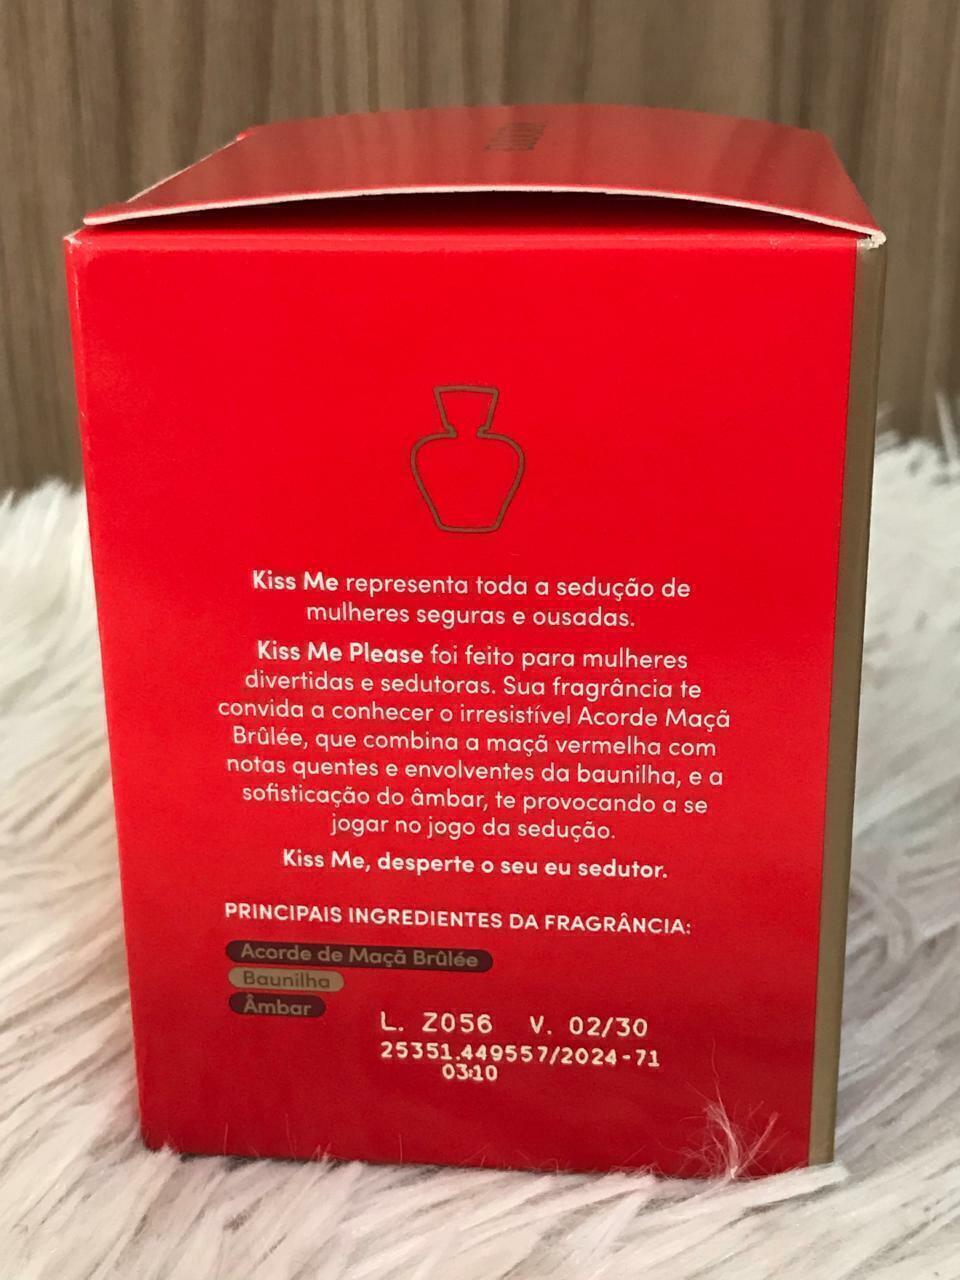 Kiss Me representa toda a sedução de
mulheres seguras e ousadas.
Kiss Me Please foi feito para mulheres
divertidas e sedutoras. Sua fragrância te
convida a conhecer o irresistível Acorde Maçã
Brûlée, que combina a maçã vermelha com
notas quentes e envolventes da baunilha, e a
sofisticação do âmbar, te provocando a se
jogar no jogo da sedução.
Kiss Me, desperte o seu eu sedutor.
PRINCIPAIS INGREDIENTES DA FRAGRÂNCIA:
Acorde de Maçã Brûlée
Baunilha
Âmbar
L. Z056 V. 02/30
25351.449557/2024-71
03:10